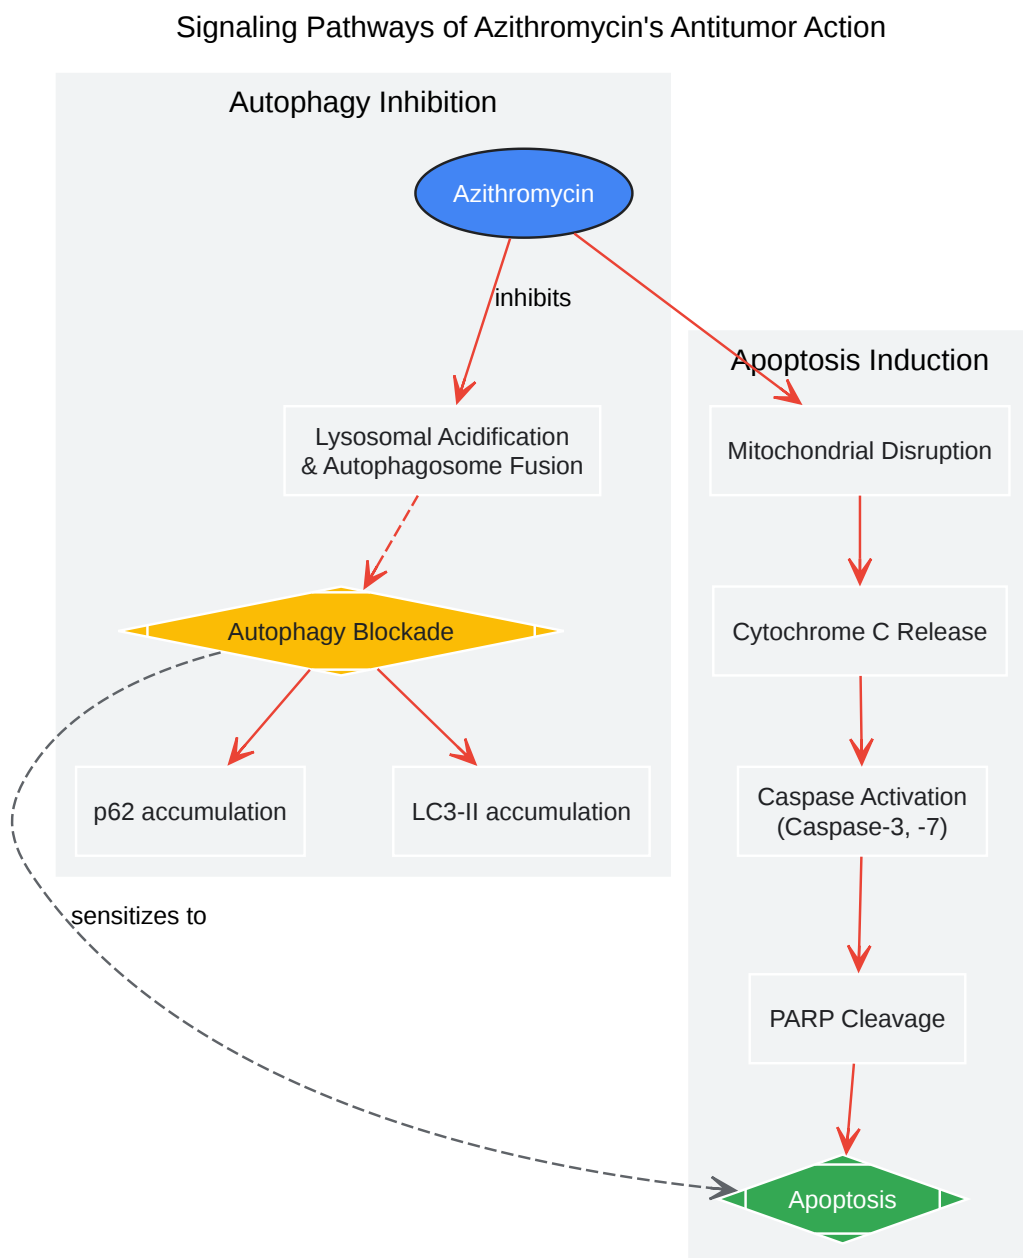 Signaling Pathways of Azithromycin's Antitumor Action
Autophagy Inhibition
Azithromycin
inhibits
Lysosomal Acidification
& Autophagosome Fusion
Autophagy Blockade
p62 accumulation
LC3-II accumulation
sensitizes to
Apoptosis Induction
Mitochondrial Disruption
Cytochrome C Release
Caspase Activation
(Caspase-3, -7)
PARP Cleavage
Apoptosis